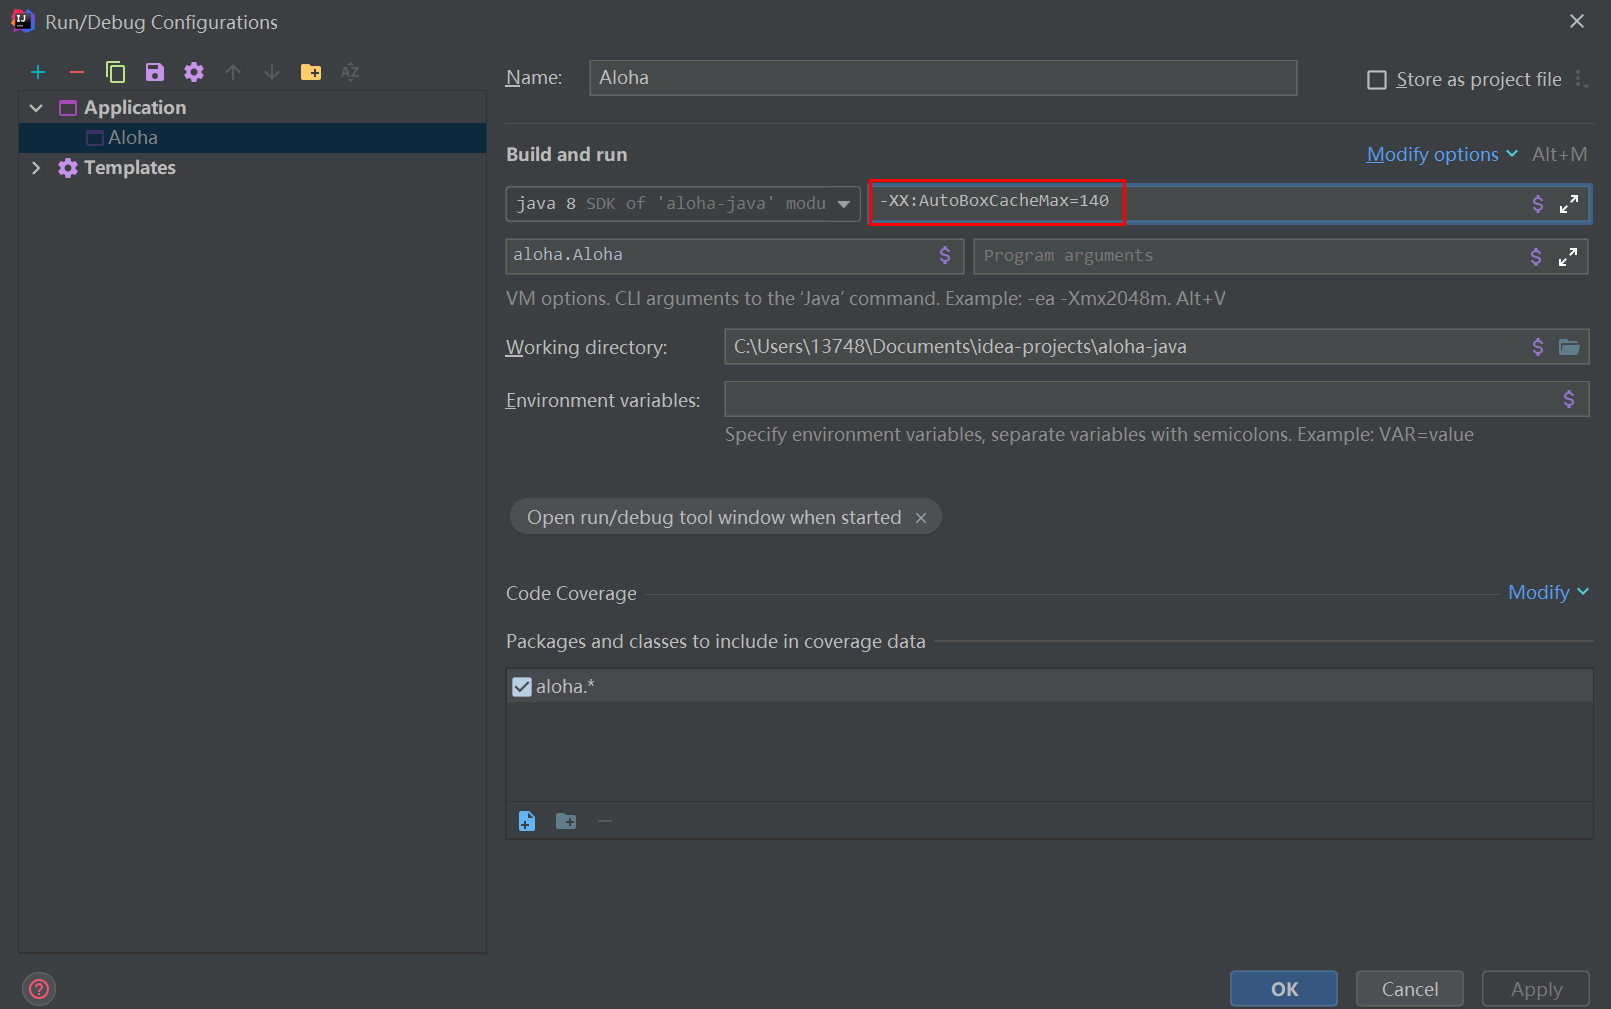 Run/Debug Configurations
Name: Aloha
Store as project file
Application
Aloha
Templates
Build and run
Modify options Alt+M
java 8 SDK of 'aloha-java' modu
-XX:AutoBoxCacheMax=140
aloha.Aloha
Program arguments
VM options. CLI arguments to the ‘Java’ command. Example: -ea -Xmx2048m. Alt+V
Working directory: C:\Users\13748\Documents\idea-projects\aloha-java
Environment variables:
Specify environment variables, separate variables with semicolons. Example: VAR=value
Open run/debug tool window when started
Code Coverage
Modify
Packages and classes to include in coverage data
aloha.*
OK
Cancel
Apply